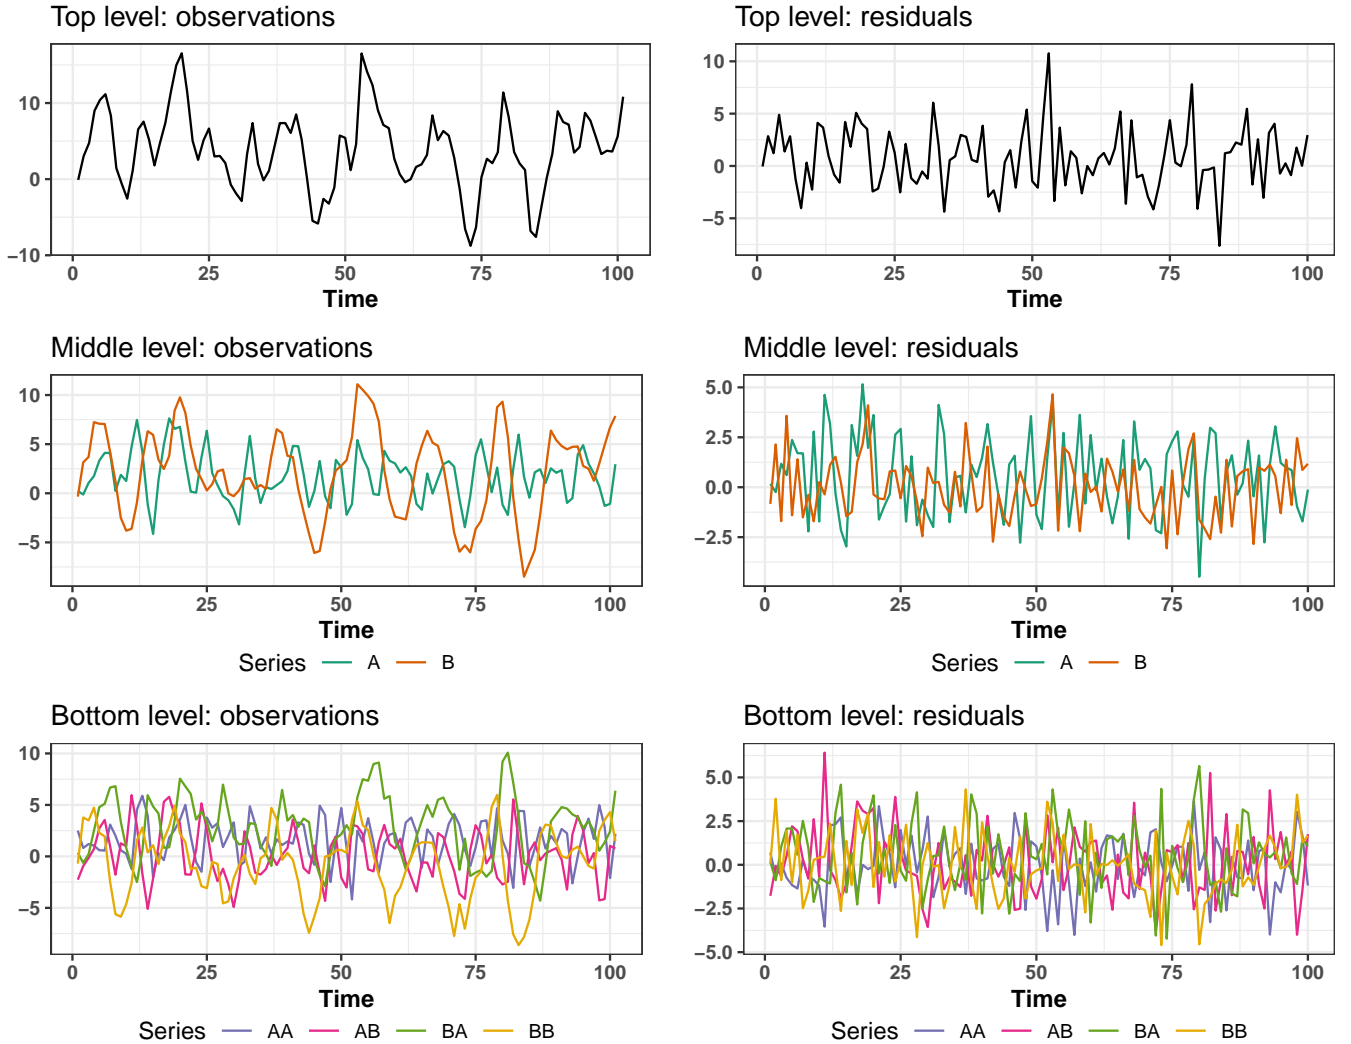 Top level: observations
10
0
−10
0 25 50 75 100
Time
Top level: residuals
10
5
0
−5
0 25 50 75 100
Time
Middle level: observations
10
5
0
−5
0 25 50 75 100
Time
Series A B
Middle level: residuals
5.0
2.5
0.0
−2.5
0 25 50 75 100
Time
Series A B
Bottom level: observations
10
5
0
−5
0 25 50 75 100
Time
Series AA AB BA BB
Bottom level: residuals
5.0
2.5
0.0
−2.5
−5.0
0 25 50 75 100
Time
Series AA AB BA BB